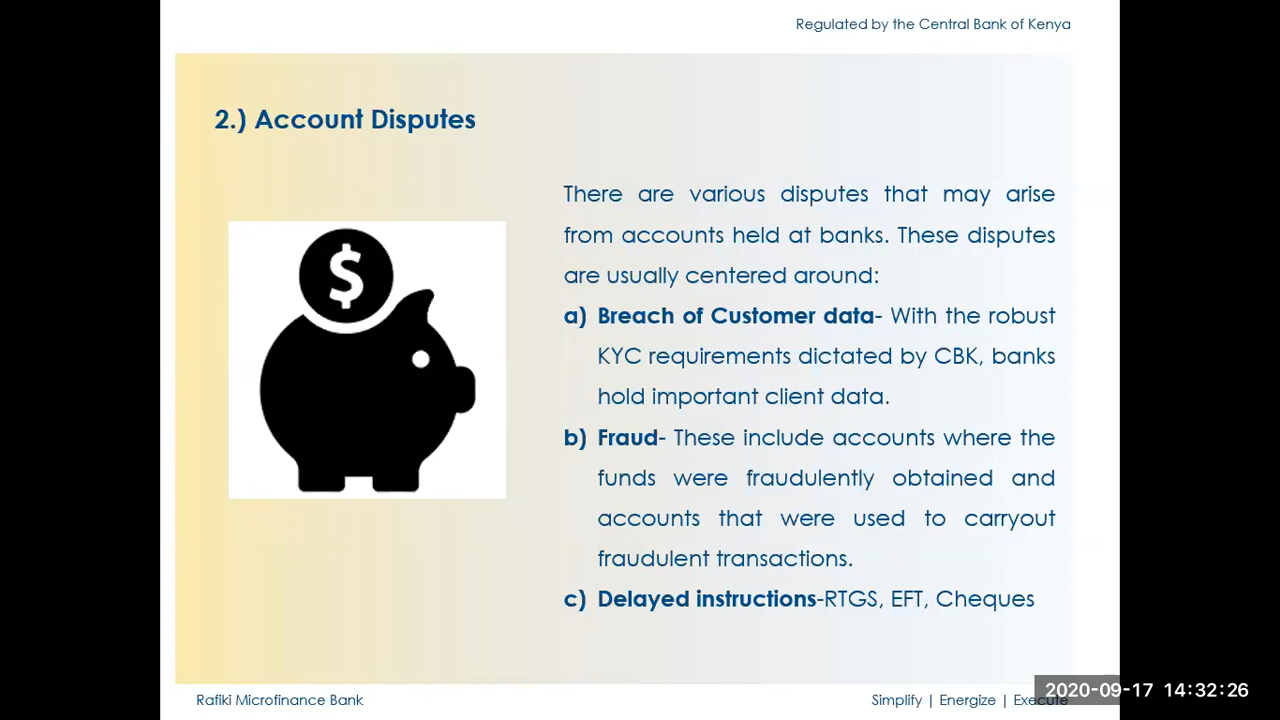 Regulated by the Central Bank of Kenya
2.) Account Disputes
There are various disputes that may arise
from accounts held at banks. These disputes
are usually centered around:
a) Breach of Customer data- With the robust
KYC requirements dictated by CBK, banks
hold important client data.
b) Fraud- These include accounts where the
funds were fraudulently obtained and
accounts that were used to carryout
fraudulent transactions.
c) Delayed instructions-RTGS, EFT, Cheques
$
Rafiki Microfinance Bank
Simplify | Energize | Execute
2020-09-17 14:32:26